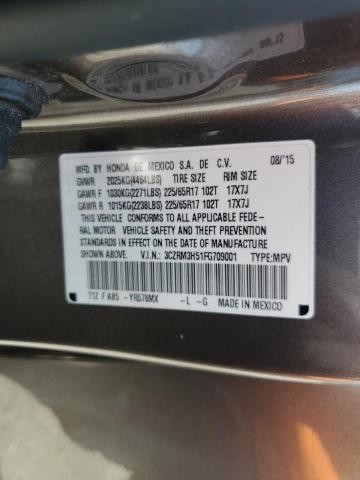 MFD. BY HONDA DE MEXICO S.A. DE C.V. 08/'15
GVWR 2025KG(4464LBS) TIRE SIZE RIM SIZE
GAWR F 1030KG(2271LBS) 225/65R17 102T 17X7J
GAWR R 1015KG(2238LBS) 225/65R17 102T 17X7J
THIS VEHICLE CONFORMS TO ALL APPLICABLE FEDE-
RAL MOTOR VEHICLE SAFETY AND THEFT PREVENTION
STANDARDS IN EFFECT ON THE DATE OF MANUFACTURE
SHOWN ABOVE. V.I.N.: 3CZRM3H51FG709001 TYPE:MPV
71Z FA85 -YR578MX -L -G MADE IN MEXICO